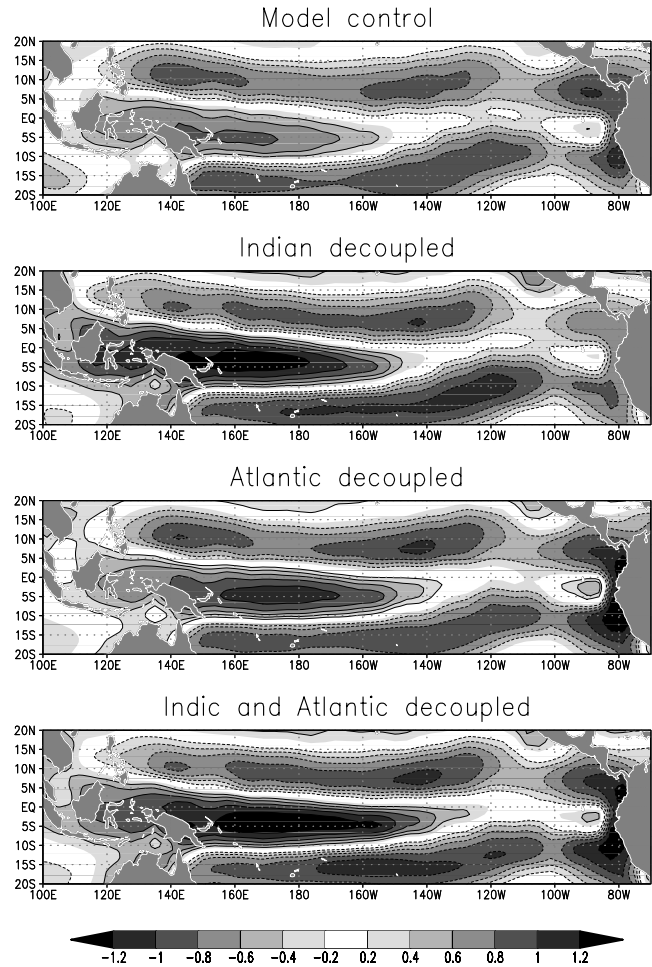 Model control
20N
15N
10N
5N
EQ
5S
10S
15S
20S
100E 120E 140E 160E 180 160W 140W 120W 100W 80W
Indian decoupled
20N
15N
10N
5N
EQ
5S
10S
15S
20S
100E 120E 140E 160E 180 160W 140W 120W 100W 80W
Atlantic decoupled
20N
15N
10N
5N
EQ
5S
10S
15S
20S
100E 120E 140E 160E 180 160W 140W 120W 100W 80W
Indic and Atlantic decoupled
20N
15N
10N
5N
EQ
5S
10S
15S
20S
100E 120E 140E 160E 180 160W 140W 120W 100W 80W
-1.2 -1 -0.8 -0.6 -0.4 -0.2 0.2 0.4 0.6 0.8 1 1.2